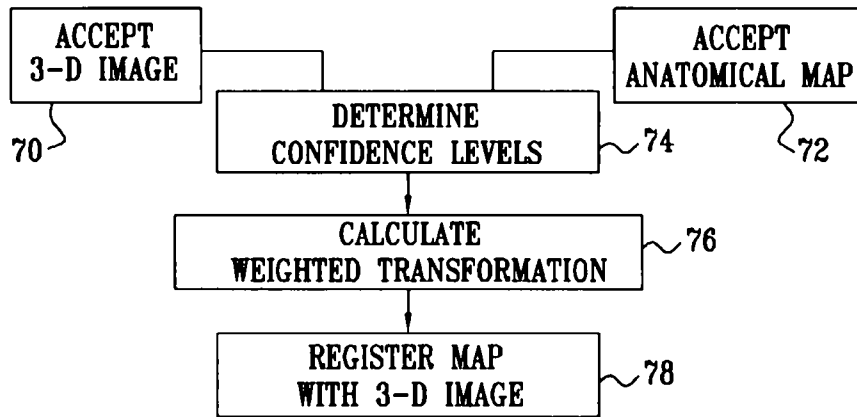 ACCEPT
3-D IMAGE
70
ACCEPT
ANATOMICAL MAP
72
DETERMINE
CONFIDENCE LEVELS
74
CALCULATE
WEIGHTED TRANSFORMATION
76
REGISTER MAP
WITH 3-D IMAGE
78